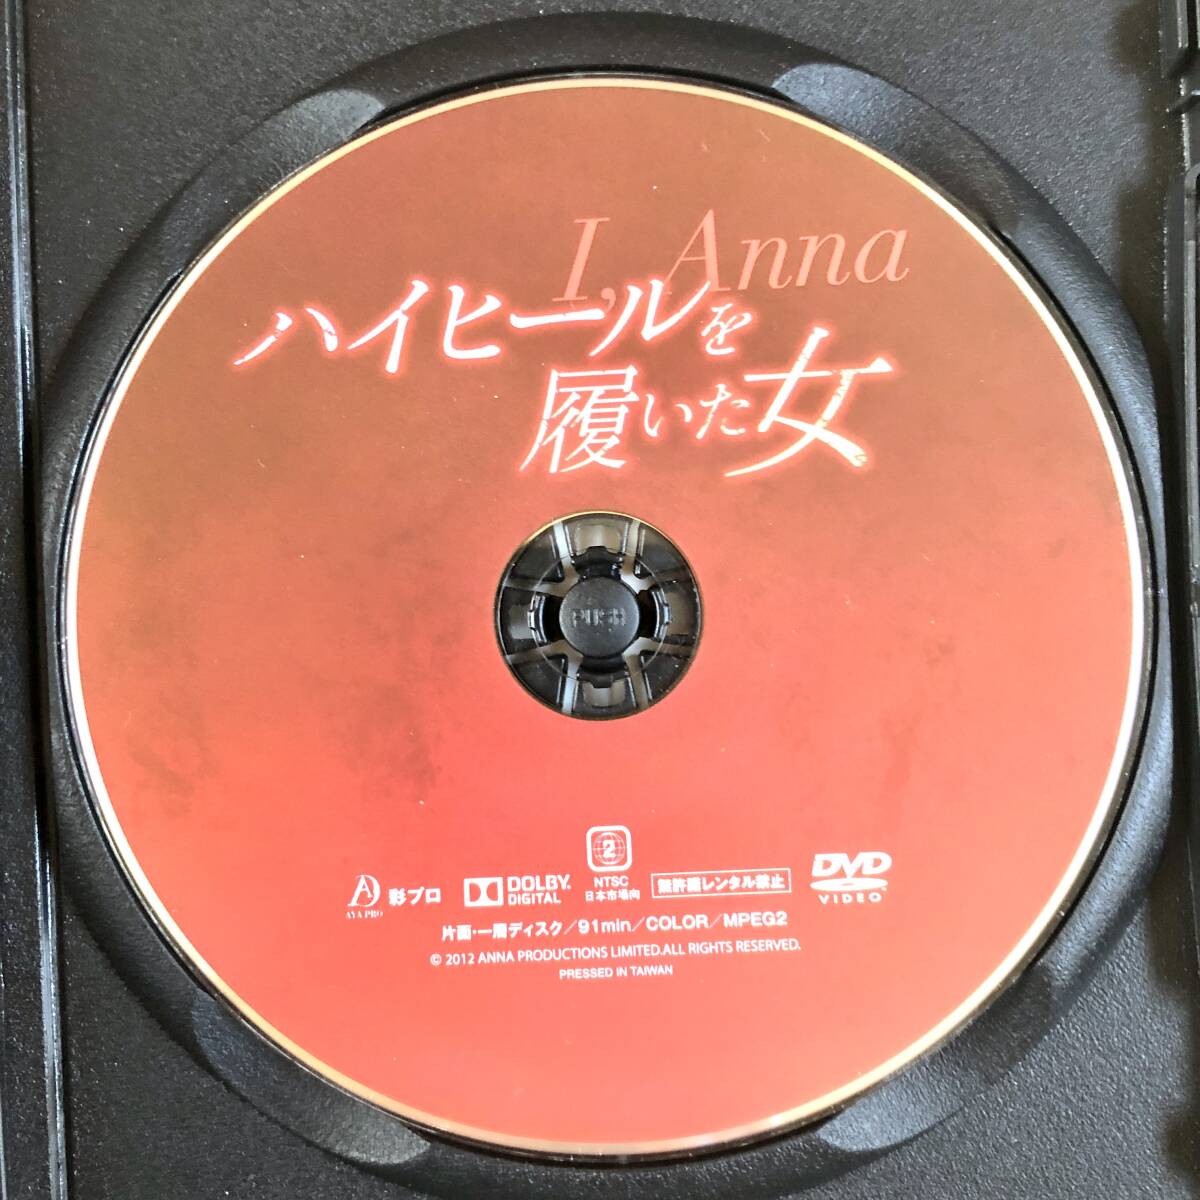 I, Anna
ハイヒールを
履いた女
PUSH
2
NTSC
日本市場向
AYA PRO
彩プロ
DOLBY
DIGITAL
無許諾レンタル禁止
DVD
VIDEO
片面・一層ディスク/91min/COLOR/MPEG2
© 2012 ANNA PRODUCTIONS LIMITED.ALL RIGHTS RESERVED.
PRESSED IN TAIWAN